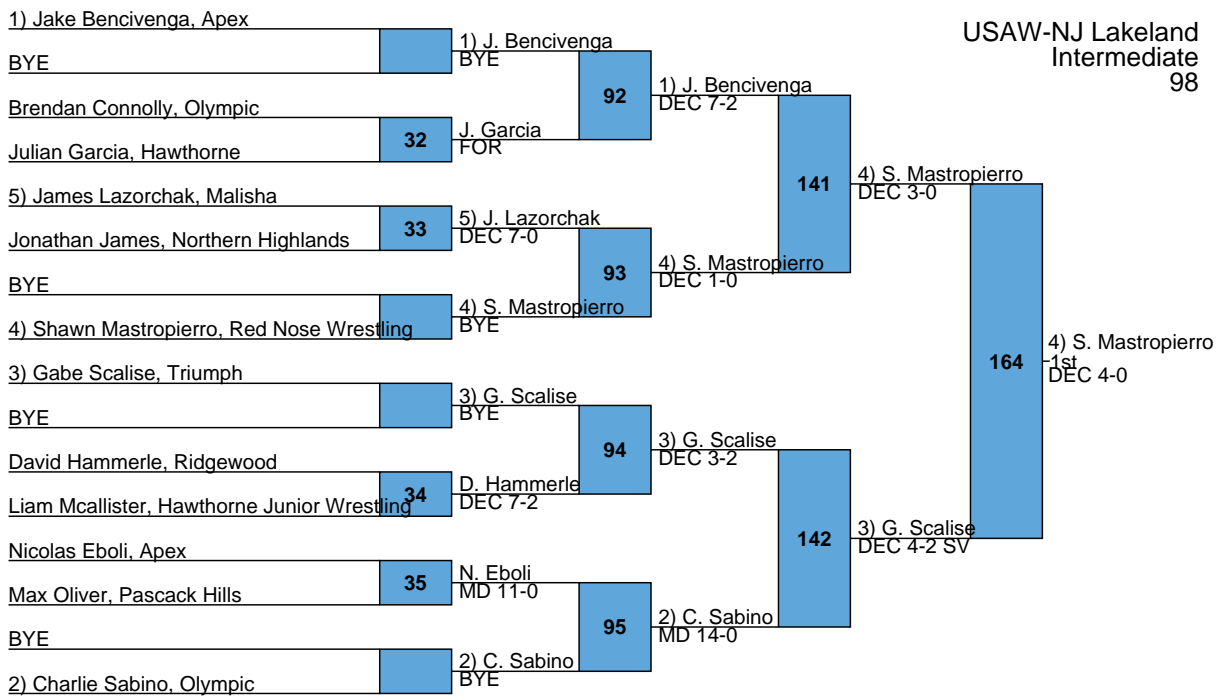 1) Jake Bencivenga, Apex
BYE
Brendan Connolly, Olympic
Julian Garcia, Hawthorne
5) James Lazorchak, Malisha
Jonathan James, Northern Highlands
BYE
4) Shawn Mastropierro, Red Nose Wrestling
3) Gabe Scalise, Triumph
BYE
David Hammerle, Ridgewood
Liam Mcallister, Hawthorne Junior Wrestling
Nicolas Eboli, Apex
Max Oliver, Pascack Hills
BYE
2) Charlie Sabino, Olympic
32
33
34
35
1) J. Bencivenga
BYE
J. Garcia
FOR
5) J. Lazorchak
DEC 7-0
4) S. Mastropierro
BYE
3) G. Scalise
BYE
D. Hammerle
DEC 7-2
N. Eboli
MD 11-0
2) C. Sabino
BYE
92
93
94
95
1) J. Bencivenga
DEC 7-2
4) S. Mastropierro
DEC 1-0
3) G. Scalise
DEC 3-2
2) C. Sabino
MD 14-0
141
142
4) S. Mastropierro
DEC 3-0
3) G. Scalise
DEC 4-2 SV
164
4) S. Mastropierro
1st
DEC 4-0
USAW-NJ Lakeland
Intermediate
98